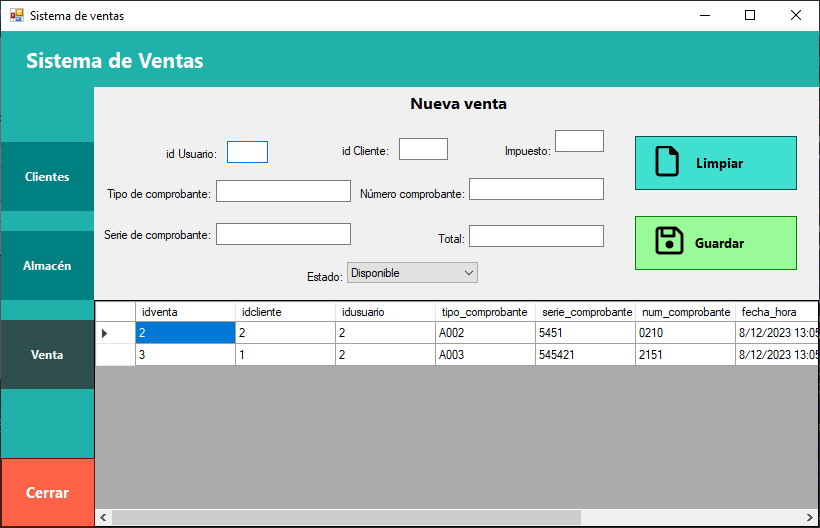 Sistema de ventas
Sistema de Ventas
Nueva venta
id Usuario:
id Cliente:
Impuesto:
Limpiar
Clientes
Tipo de comprobante:
Número comprobante:
Serie de comprobante:
Total:
Guardar
Almacén
Estado: Disponible
idventa idcliente idusuario tipo_comprobante serie_comprobante num_comprobante fecha_hora
2 2 2 A002 5451 0210 8/12/2023 13:05
3 1 2 A003 545421 2151 8/12/2023 13:05
Venta
Cerrar